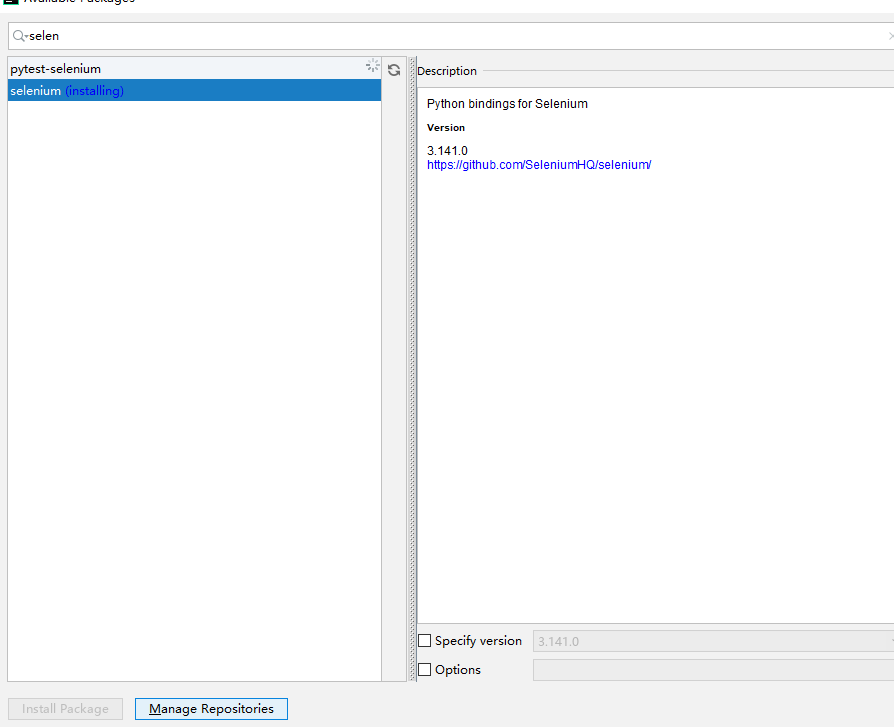 Available Packages
selen
pytest-selenium
selenium (installing)
Description
Python bindings for Selenium
Version
3.141.0
https://github.com/SeleniumHQ/selenium/
Specify version
3.141.0
Options
Install Package
Manage Repositories